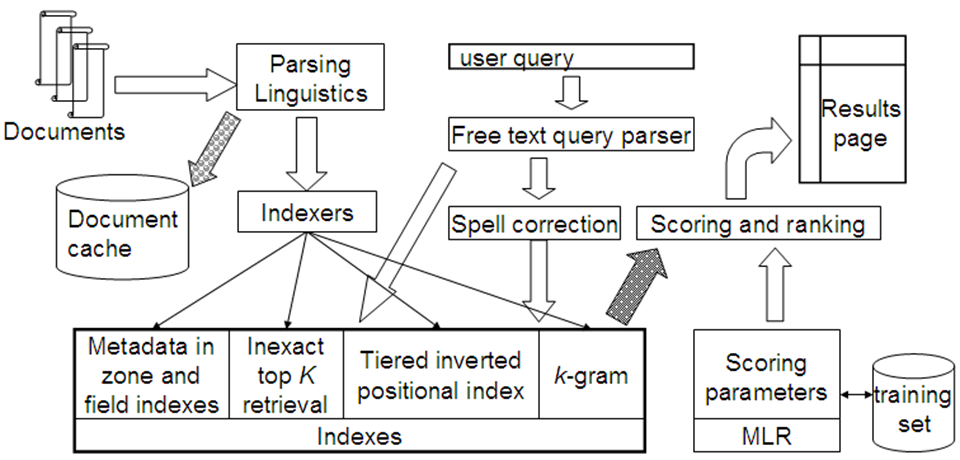 Documents
Parsing
Linguistics
user query
Free text query parser
Results
page
Document
cache
Indexers
Spell correction
Scoring and ranking
Metadata in
zone and
field indexes
Inexact
top K
retrieval
Tiered inverted
positional index
k-gram
Indexes
Scoring
parameters
MLR
training
set